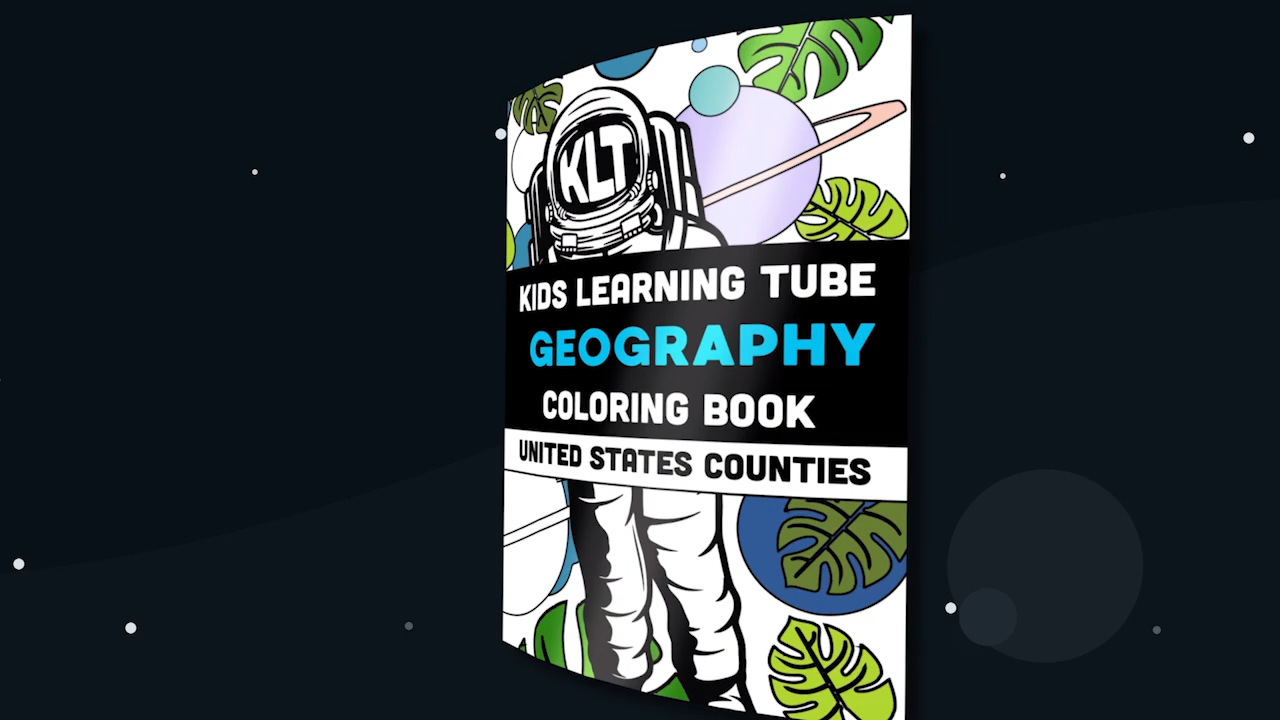 KLT
KIDS LEARNING TUBE
GEOGRAPHY
COLORING BOOK
UNITED STATES COUNTIES